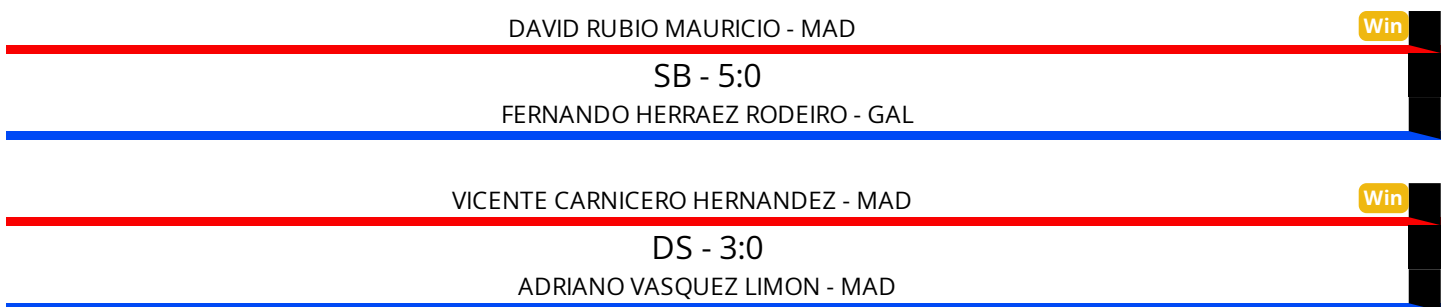 DAVID RUBIO MAURICIO - MAD
Win
SB - 5:0
FERNANDO HERRAEZ RODEIRO - GAL
VICENTE CARNICERO HERNANDEZ - MAD
Win
DS - 3:0
ADRIANO VASQUEZ LIMON - MAD